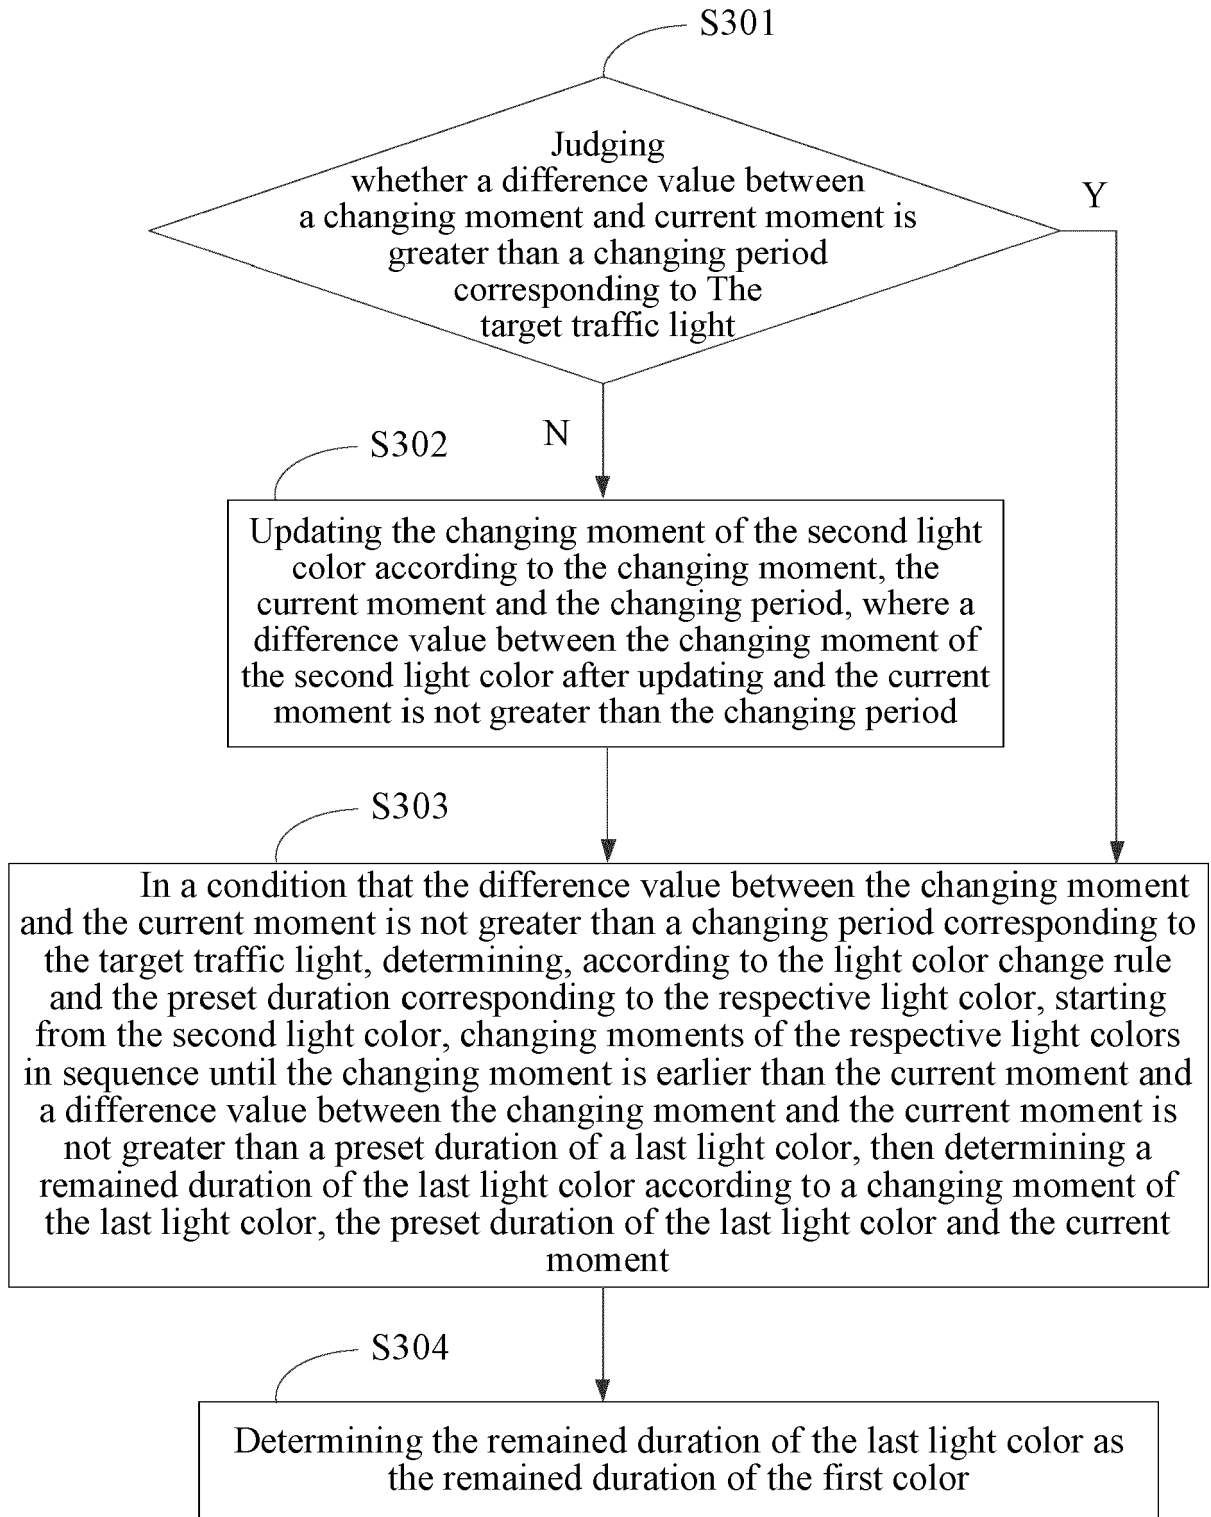 S301
Judging
whether a difference value between
a changing moment and current moment is
greater than a changing period
corresponding to The
target traffic light
Y
N
S302
Updating the changing moment of the second light
color according to the changing moment, the
current moment and the changing period, where a
difference value between the changing moment of
the second light color after updating and the current
moment is not greater than the changing period
S303
In a condition that the difference value between the changing moment
and the current moment is not greater than a changing period corresponding to
the target traffic light, determining, according to the light color change rule
and the preset duration corresponding to the respective light color, starting
from the second light color, changing moments of the respective light colors
in sequence until the changing moment is earlier than the current moment and
a difference value between the changing moment and the current moment is
not greater than a preset duration of a last light color, then determining a
remained duration of the last light color according to a changing moment of
the last light color, the preset duration of the last light color and the current
moment
S304
Determining the remained duration of the last light color as
the remained duration of the first color